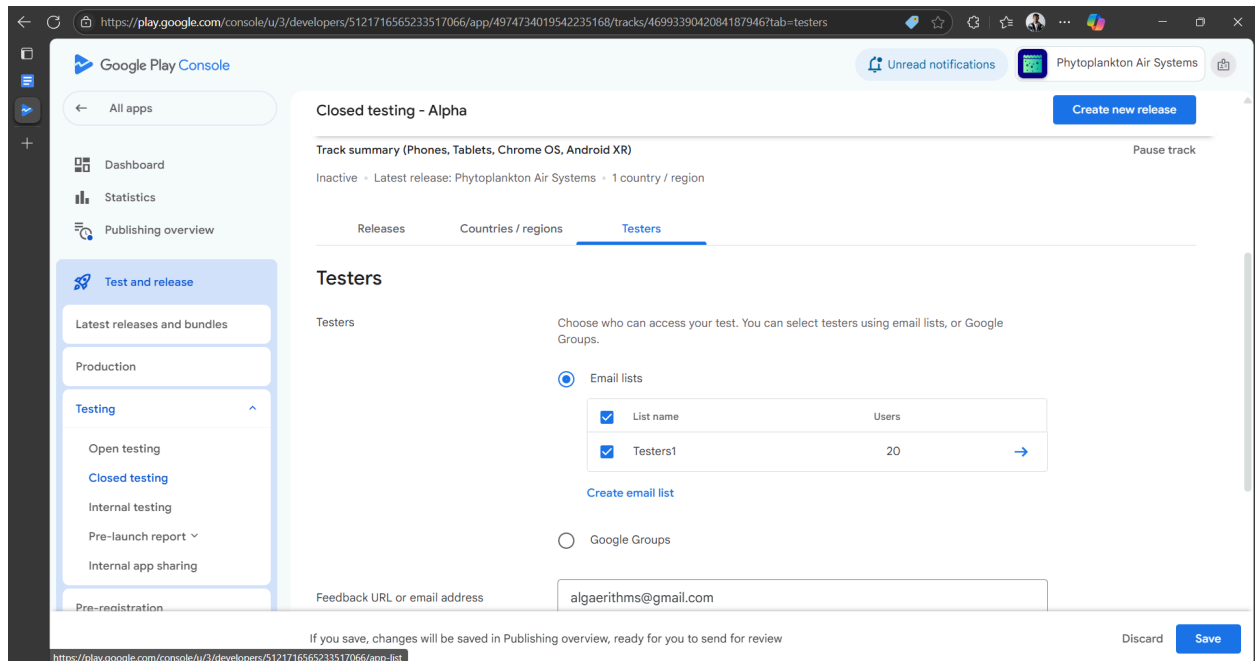 https://play.google.com/console/u/3/developers/5121716565233517066/app/4974734019542235168/tracks/4699339042084187946?tab=testers
Google Play Console
Unread notifications
Phytoplankton Air Systems
All apps
Closed testing - Alpha
Create new release
Track summary (Phones, Tablets, Chrome OS, Android XR)
Pause track
Inactive • Latest release: Phytoplankton Air Systems • 1 country / region
Dashboard
Statistics
Publishing overview
Test and release
Latest releases and bundles
Production
Testing
Open testing
Closed testing
Internal testing
Pre-launch report
Internal app sharing
Pre-registration
Releases
Countries / regions
Testers
Testers
Testers
Choose who can access your test. You can select testers using email lists, or Google
Groups.
Email lists
List name
Users
Testers1
20
Create email list
Google Groups
Feedback URL or email address
algaerithms@gmail.com
If you save, changes will be saved in Publishing overview, ready for you to send for review
Discard
Save
https://play.google.com/console/u/3/developers/5121716565233517066/app-list